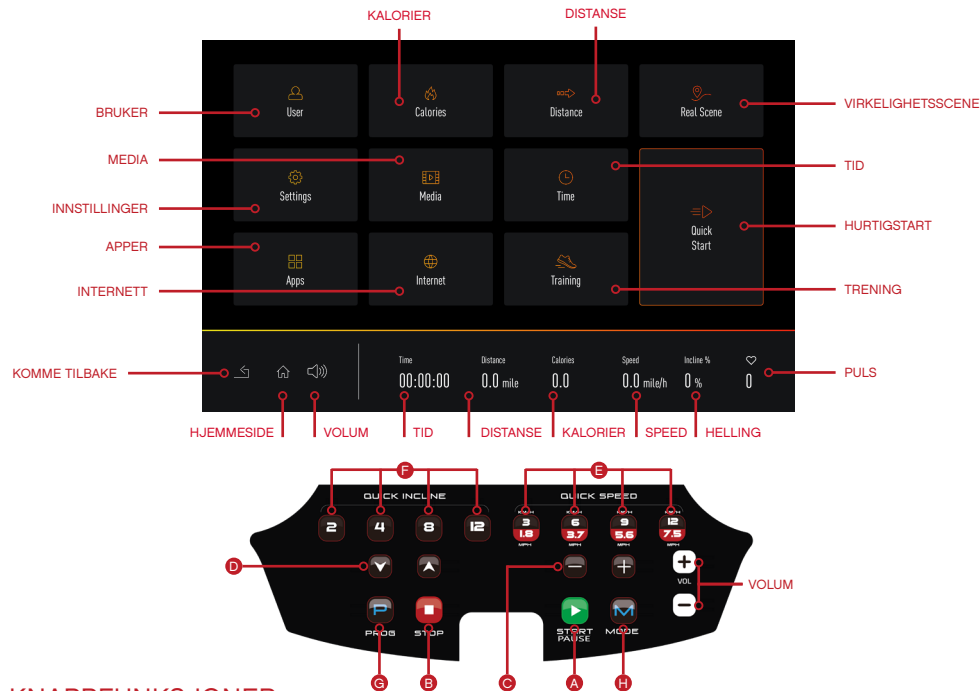 KALORIER
DISTANSE
User
Calories
Distance
Real Scene
BRUKER
VIRKELIGHETSSCENE
MEDIA
TID
Settings
Media
Time
INNSTILLINGER
Quick
Start
HURTIGSTART
APPER
Apps
Internet
Training
INTERNETT
TRENING
Time
Distance
Calories
Speed
Incline %
KOMME TILBAKE
00:00:00
0.0 mile
0.0
0.0 mile/h
0 %
0
PULS
HJEMMESIDE
VOLUM
TID
DISTANSE
KALORIER
SPEED
HELLING
F
E
QUICK INCLINE
QUICK SPEED
KM/H
KM/H
KM/H
KM/H
2
4
8
12
3
6
9
12
1.8
3.7
5.6
7.5
MPH
MPH
MPH
MPH
D
C
VOL
VOLUM
P
M
PROG
STOP
START
PAUSE
MODE
G
B
C
A
H